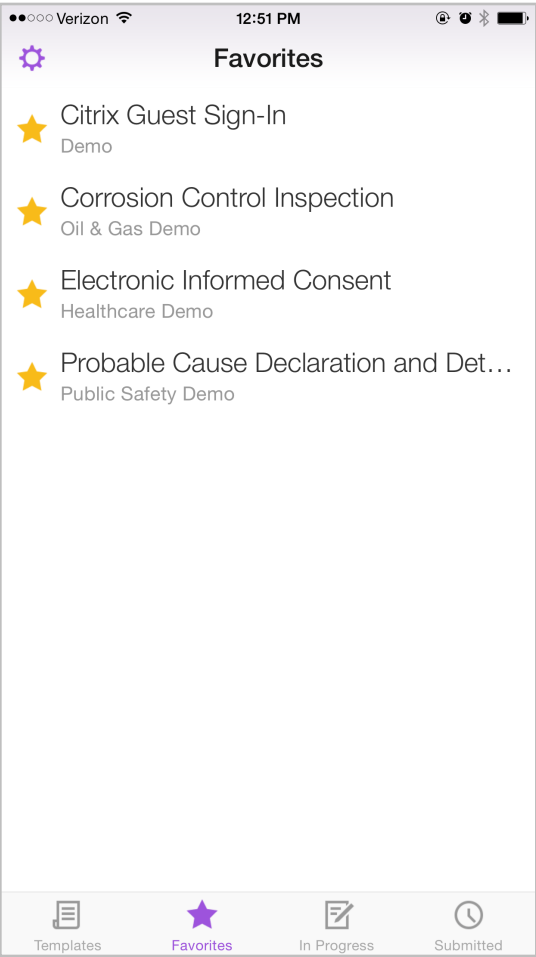 Verizon 12:51 PM
Favorites
Citrix Guest Sign-In
Demo
Corrosion Control Inspection
Oil & Gas Demo
Electronic Informed Consent
Healthcare Demo
Probable Cause Declaration and Det...
Public Safety Demo
Templates Favorites In Progress Submitted